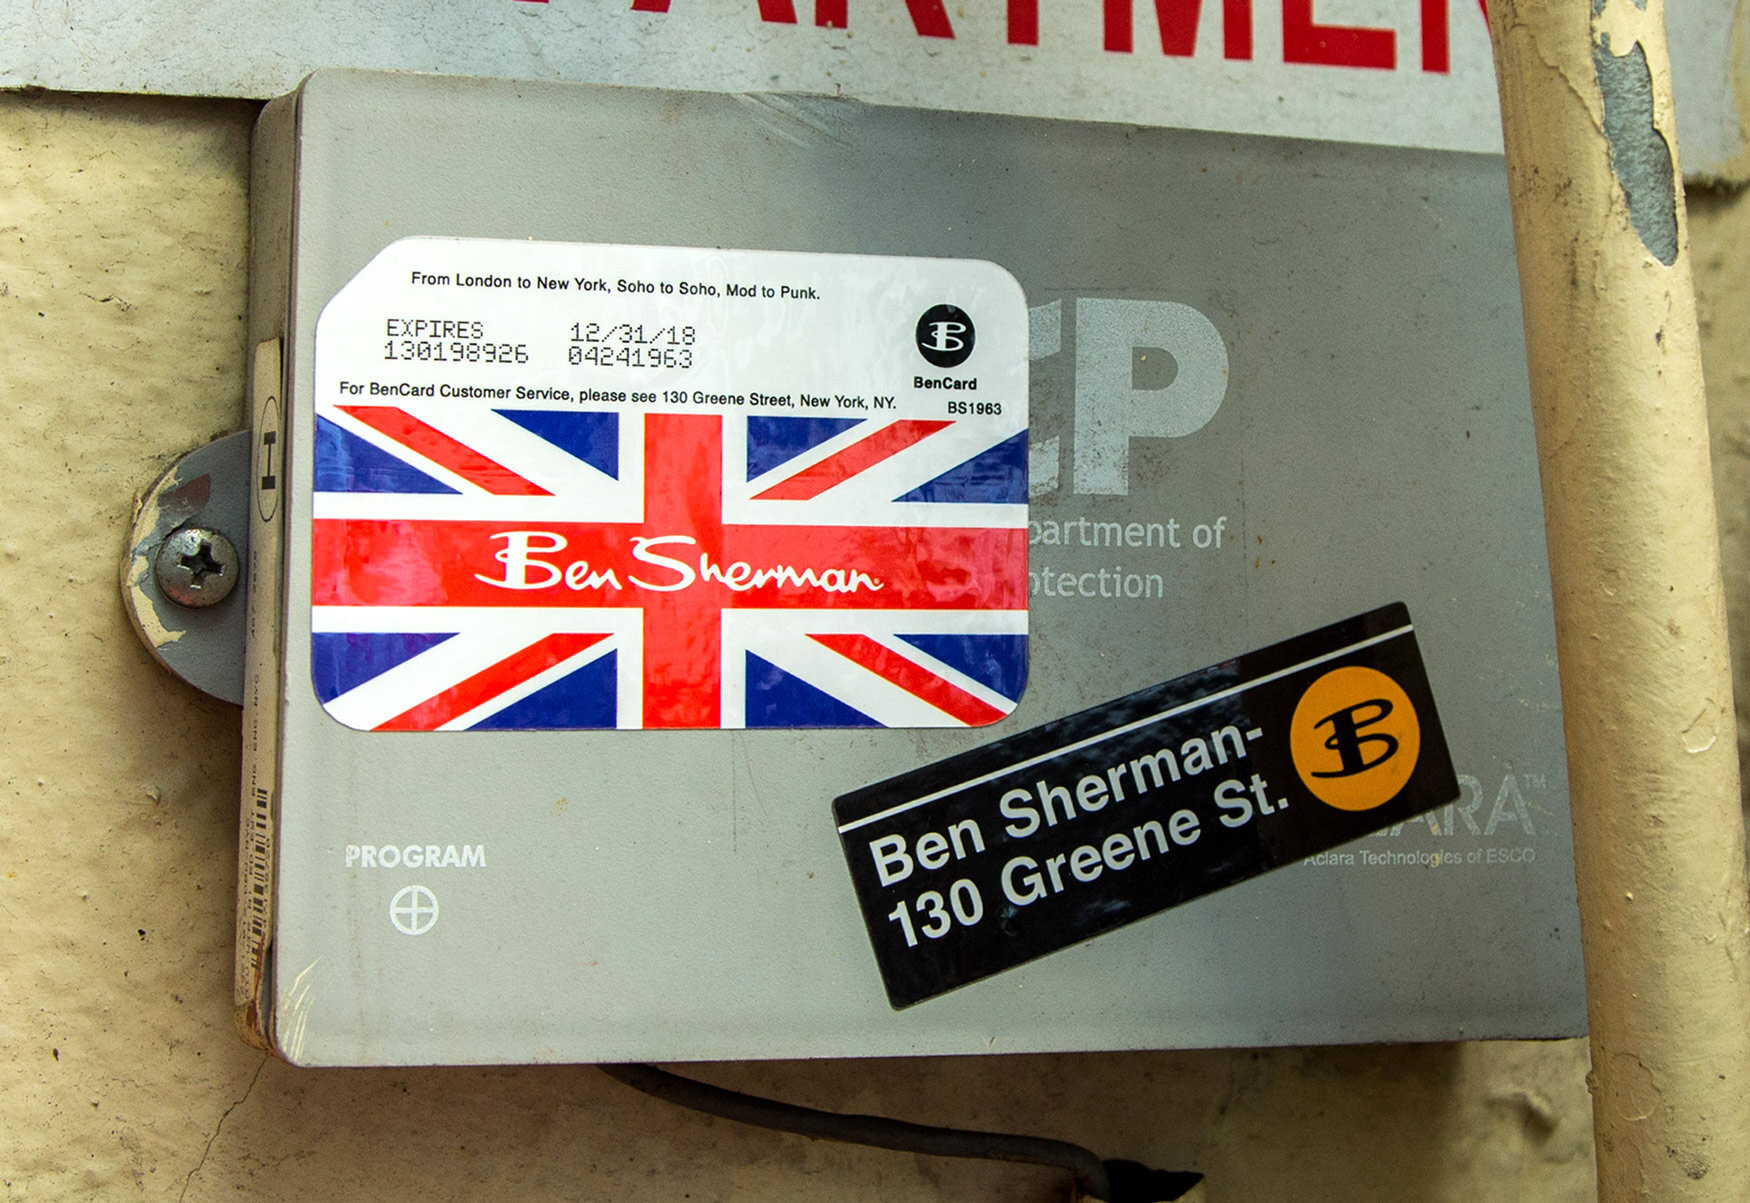 From London to New York, Soho to Soho, Mod to Punk.
EXPIRES 12/31/18
130198926 04241963
BenCard
For BenCard Customer Service, please see 130 Greene Street, New York, NY.
BS1963
Ben Sherman
EP
partment of
otection
Ben Sherman-
130 Greene St.
B
ARA™
Aclara Technologies of ESCO
PROGRAM
H
ARTMEN